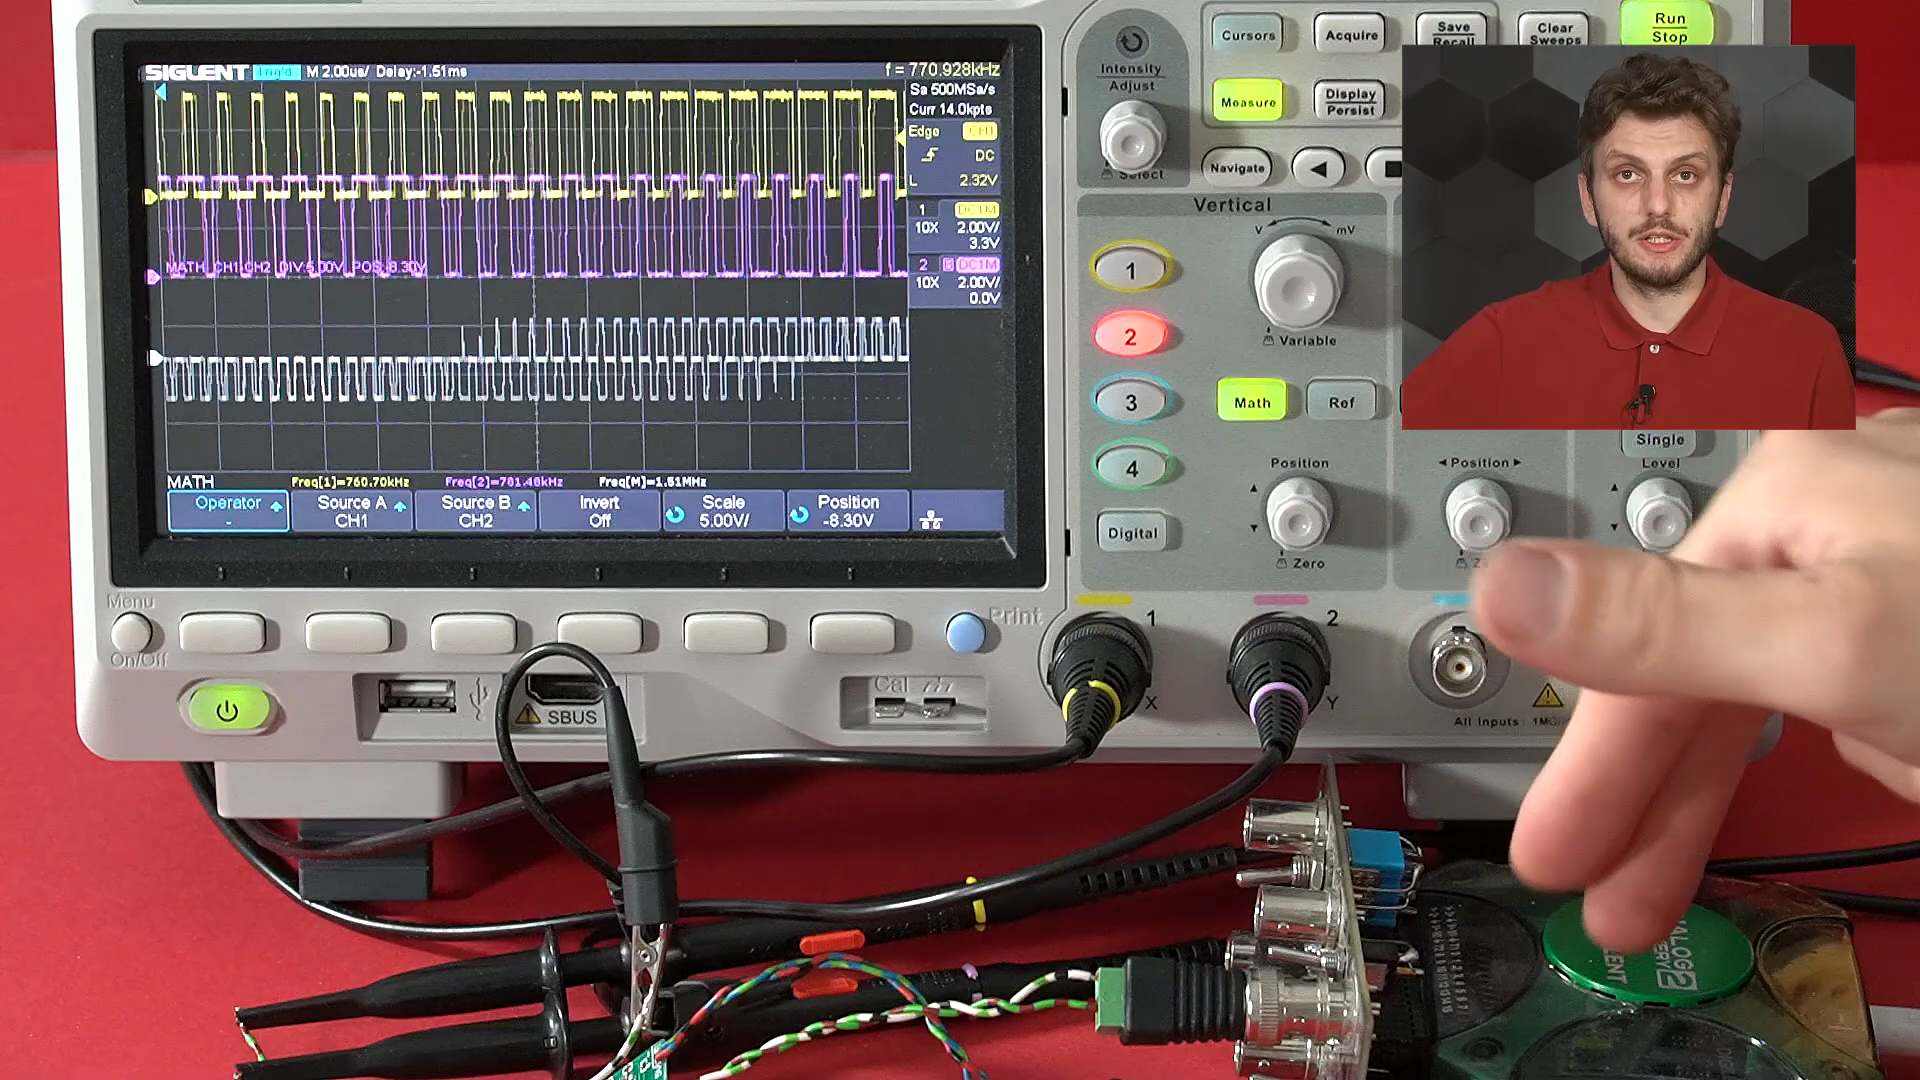 SIGLENT Trig'd M 2.00us/ Delay:-1.51ms f = 770.928kHz
Sa 500MSa/s
Curr 14.0kpts
Edge CH1
DC
L 2.32V
1 DC1M
10X 2.00V/
3.3V
2 B DC1M
10X 2.00V/
0.0V
MATH CH1-CH2 DIV:5.00V POS:-8.30V
MATH Freq[1]=760.70kHz Freq[2]=781.48kHz Freq[M]=1.51MHz
Operator Source A Source B Invert Scale Position
- CH1 CH2 Off 5.00V/ -8.30V
Menu
On/Off
Print
SBUS
Cal
Intensity
Adjust
Select
Cursors
Acquire
Save
Recall
Clear
Sweeps
Run
Stop
Measure
Display
Persist
Navigate
Vertical
V mV
Variable
1
2
3
4
Math
Ref
Digital
Position
Zero
Position
Single
Level
1
X
2
Y
All Inputs